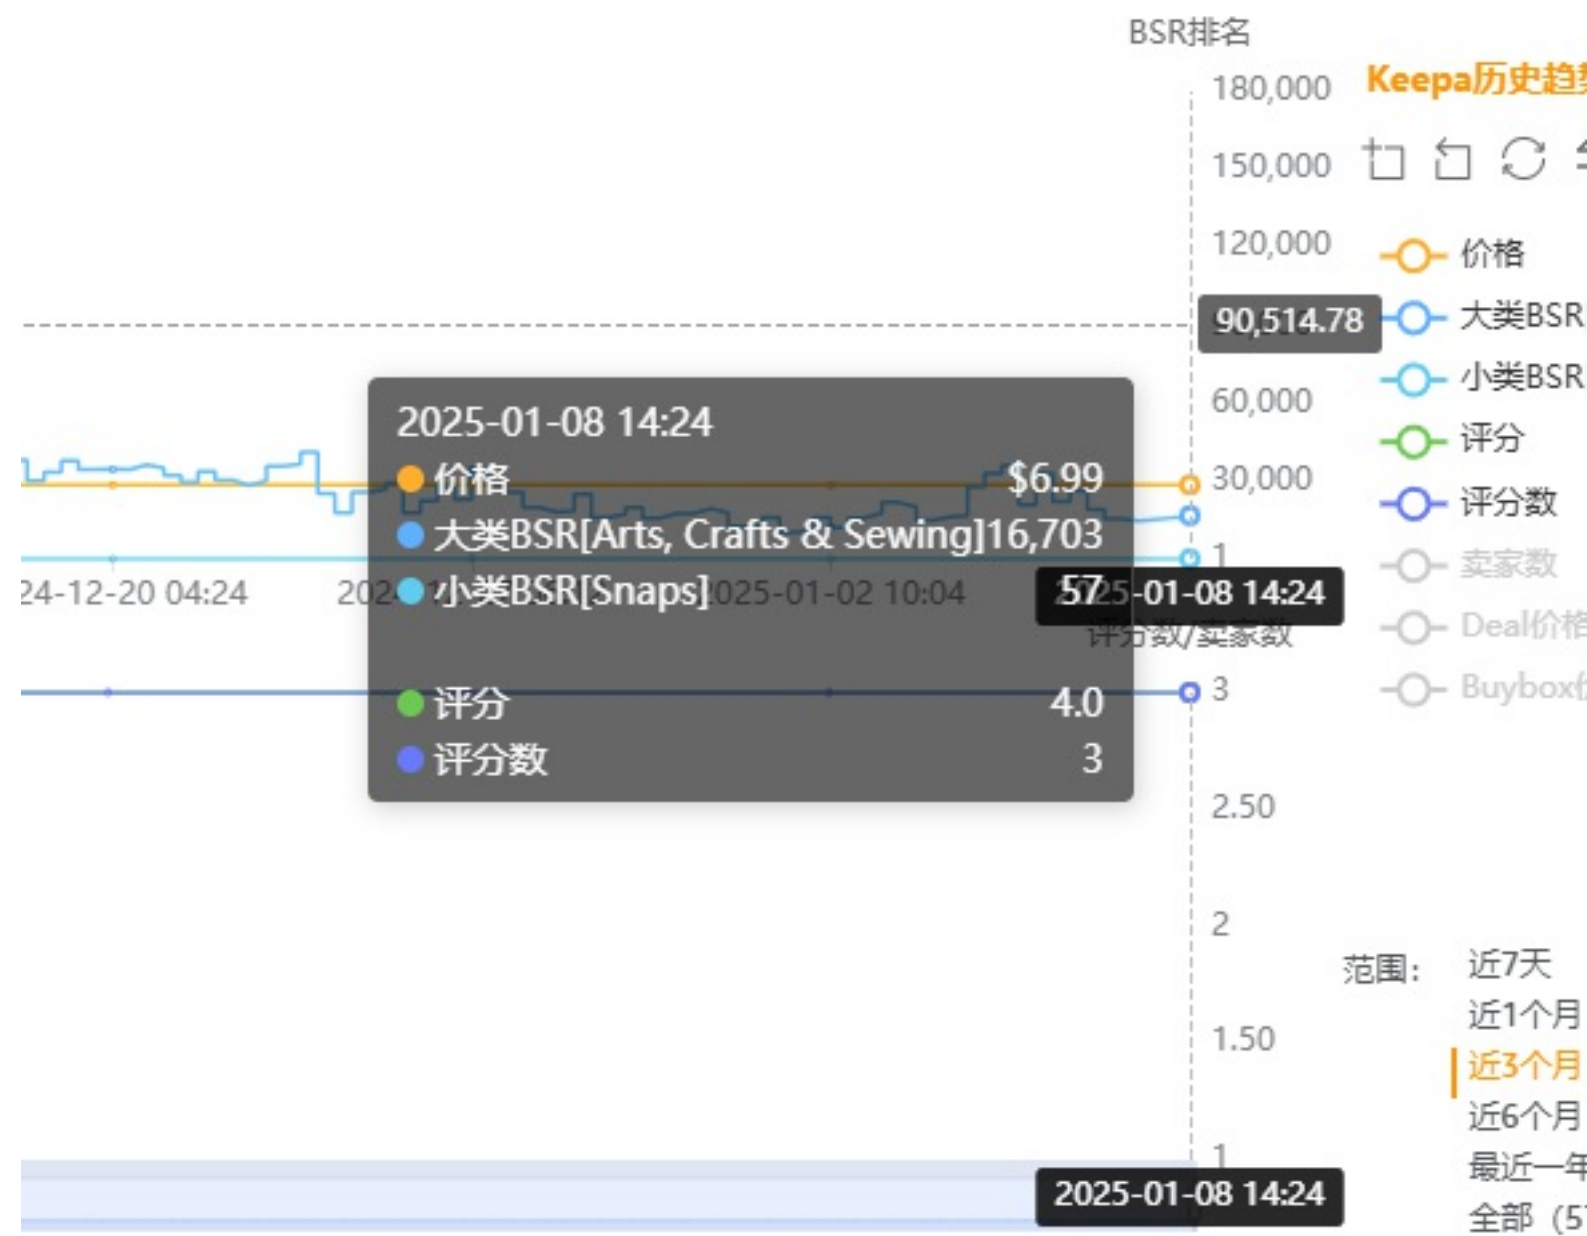 BSR排名
180,000
150,000
120,000
90,514.78
60,000
30,000
1
Keepa历史趋
价格
大类BSR
小类BSR
评分
评分数
卖家数
Deal价格
Buybox
2025-01-08 14:24
价格 $6.99
大类BSR[Arts, Crafts & Sewing]16,703
小类BSR[Snaps] 57
评分 4.0
评分数 3
24-12-20 04:24
2025-01-02 10:04
2025-01-08 14:24
评分数/卖家数
3
2.50
2
1.50
1
2025-01-08 14:24
范围：
近7天
近1个月
近3个月
近6个月
最近一年
全部（5